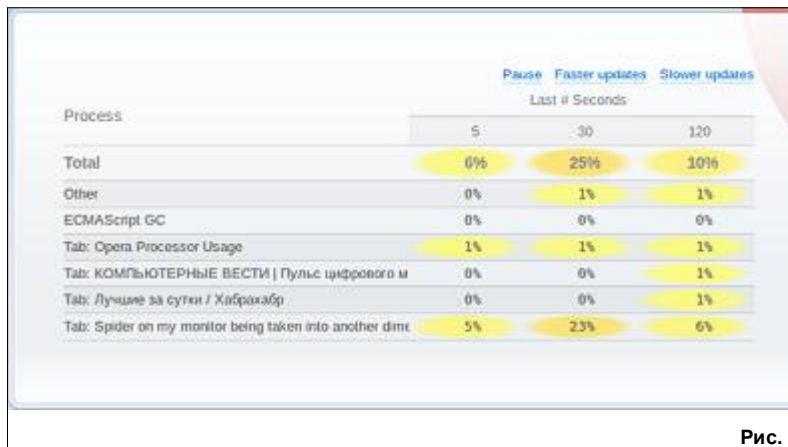 Pause Faster updates Slower updates
Last # Seconds
Process
5 30 120
Total 6% 25% 10%
Other 0% 1% 1%
ECMAScript GC 0% 0% 0%
Tab: Opera Processor Usage 1% 1% 1%
Tab: КОМПЬЮТЕРНЫЕ ВЕСТИ | Пульс цифрового м 0% 0% 1%
Tab: Лучшие за сутки / Хабрахабр 0% 0% 1%
Tab: Spider on my monitor being taken into another dime 5% 23% 6%
Рис.